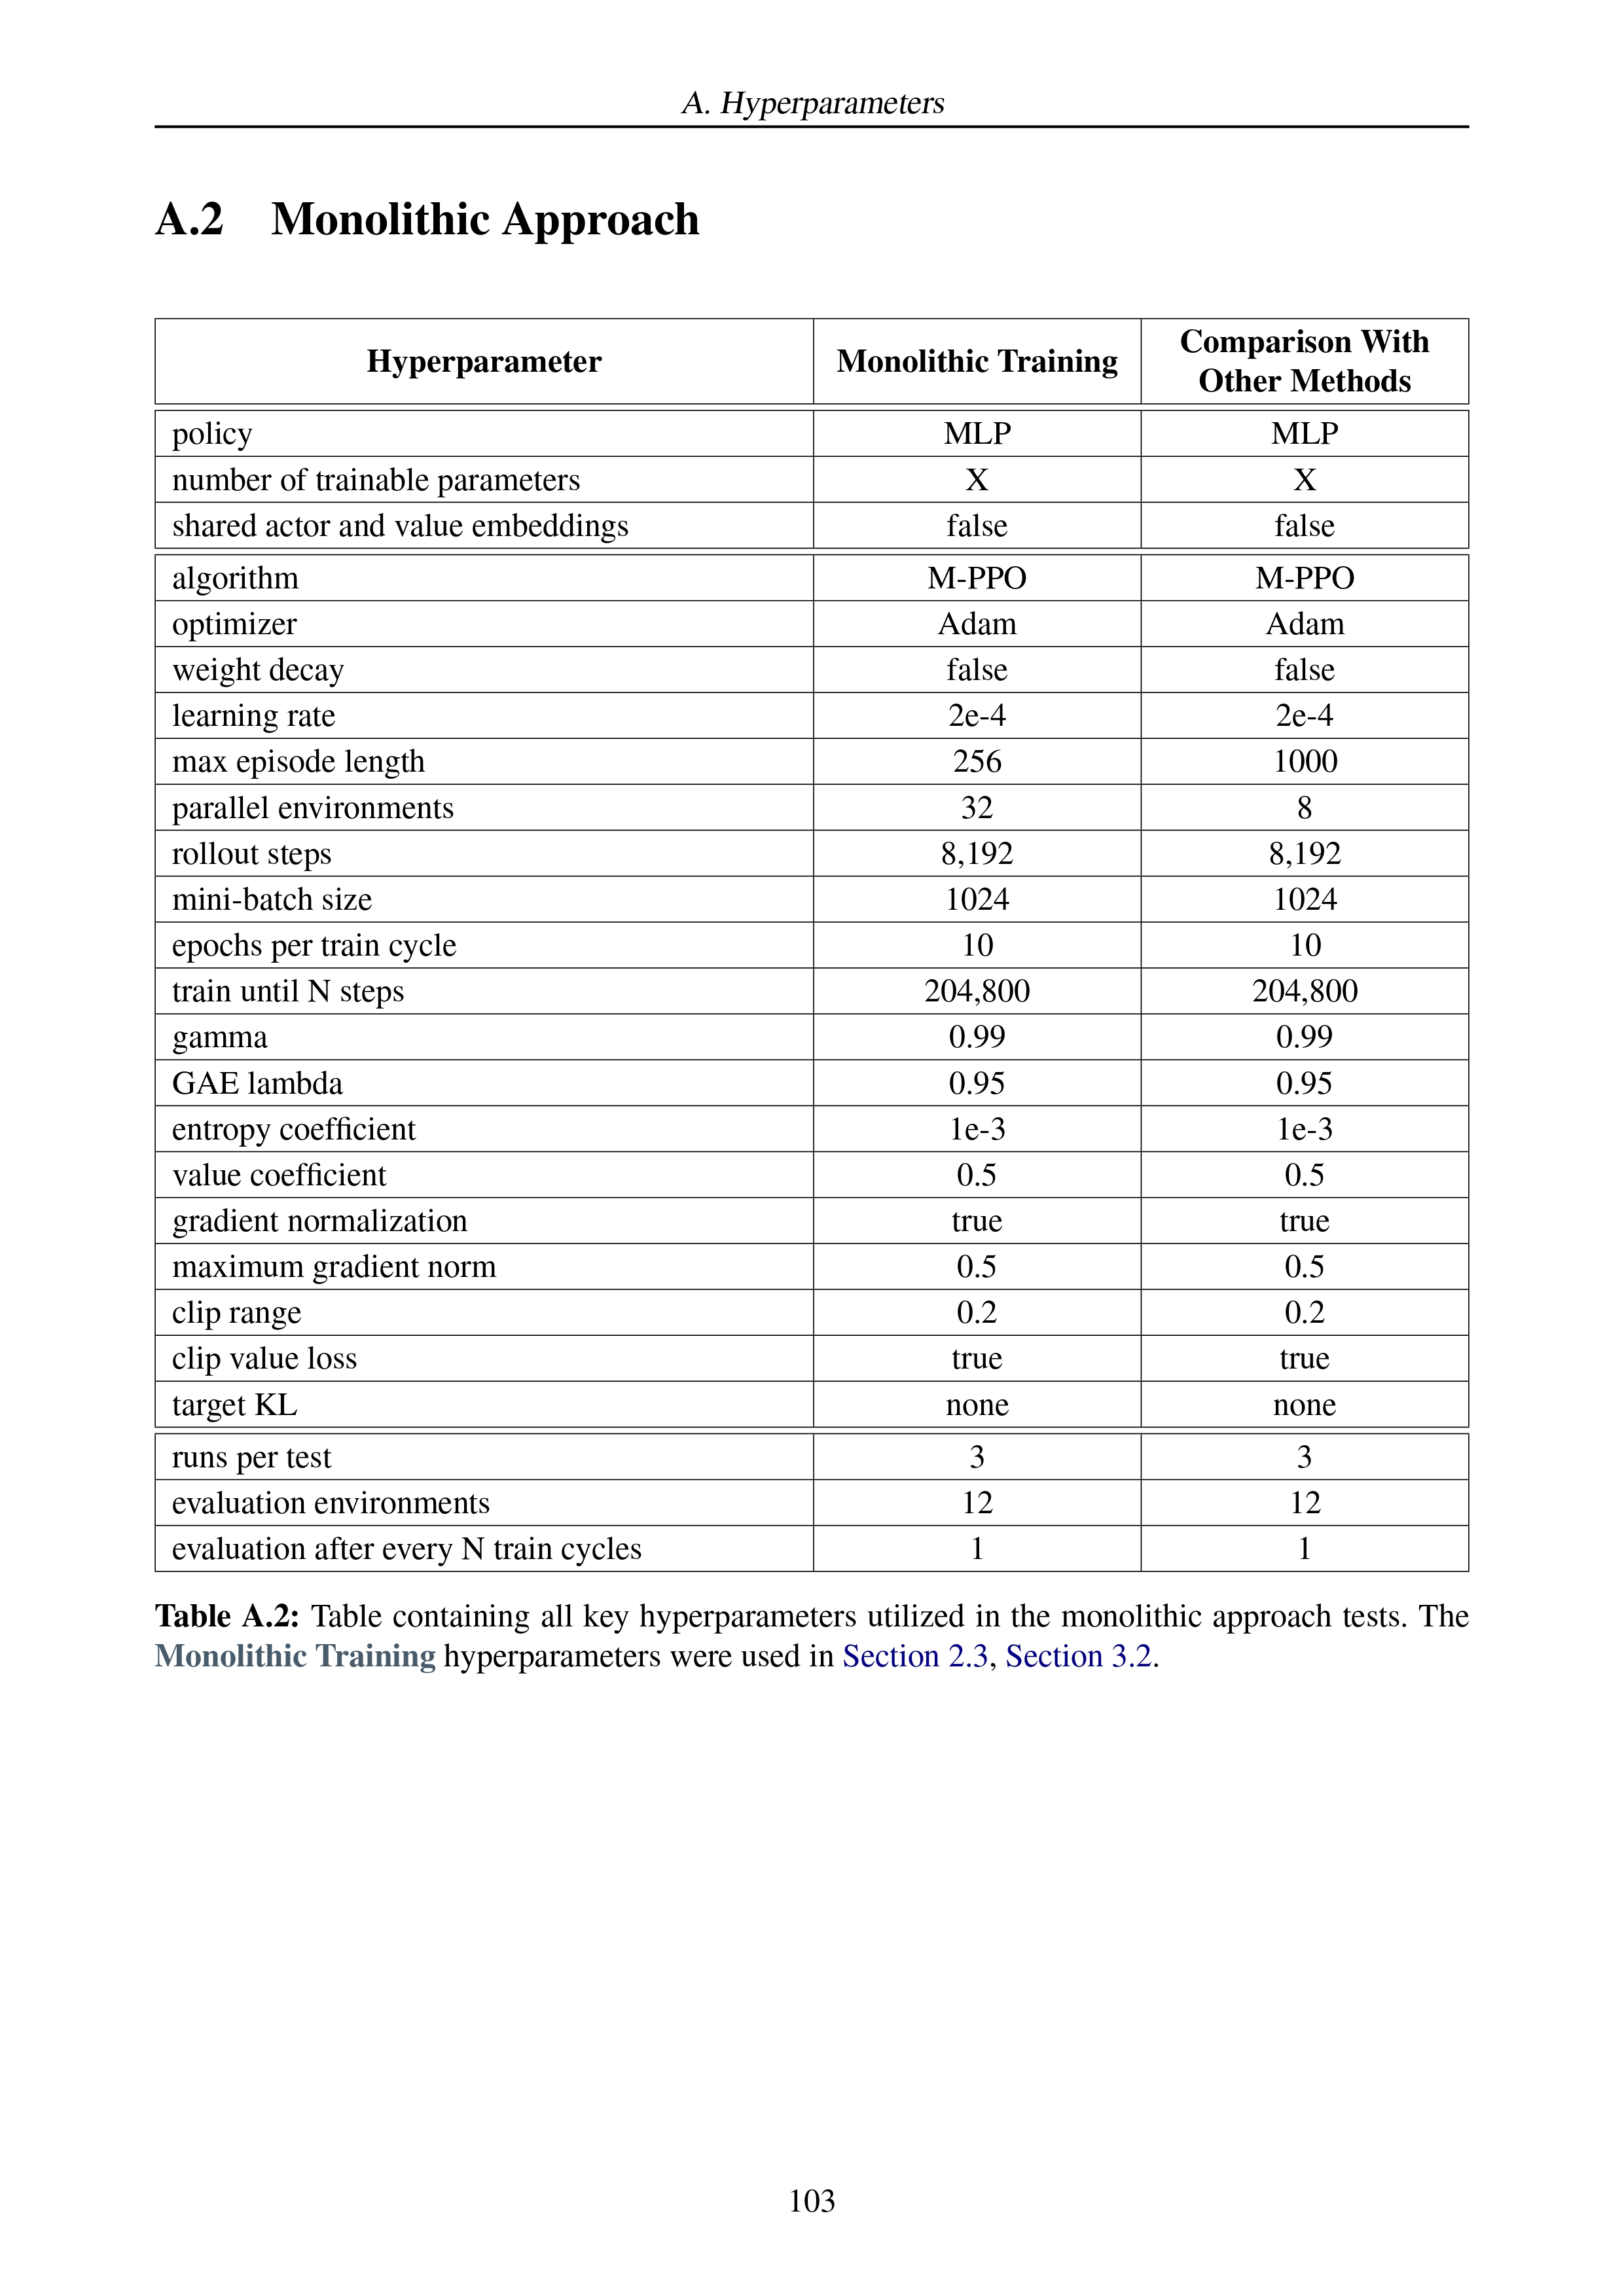 A. Hyperparameters
A.2 Monolithic Approach
Hyperparameter Monolithic Training Comparison With Other Methods
policy MLP MLP
number of trainable parameters X X
shared actor and value embeddings false false
algorithm M-PPO M-PPO
optimizer Adam Adam
weight decay false false
learning rate 2e-4 2e-4
max episode length 256 1000
parallel environments 32 8
rollout steps 8,192 8,192
mini-batch size 1024 1024
epochs per train cycle 10 10
train until N steps 204,800 204,800
gamma 0.99 0.99
GAE lambda 0.95 0.95
entropy coefficient 1e-3 1e-3
value coefficient 0.5 0.5
gradient normalization true true
maximum gradient norm 0.5 0.5
clip range 0.2 0.2
clip value loss true true
target KL none none
runs per test 3 3
evaluation environments 12 12
evaluation after every N train cycles 1 1
Table A.2: Table containing all key hyperparameters utilized in the monolithic approach tests. The
Monolithic Training hyperparameters were used in Section 2.3, Section 3.2.
103